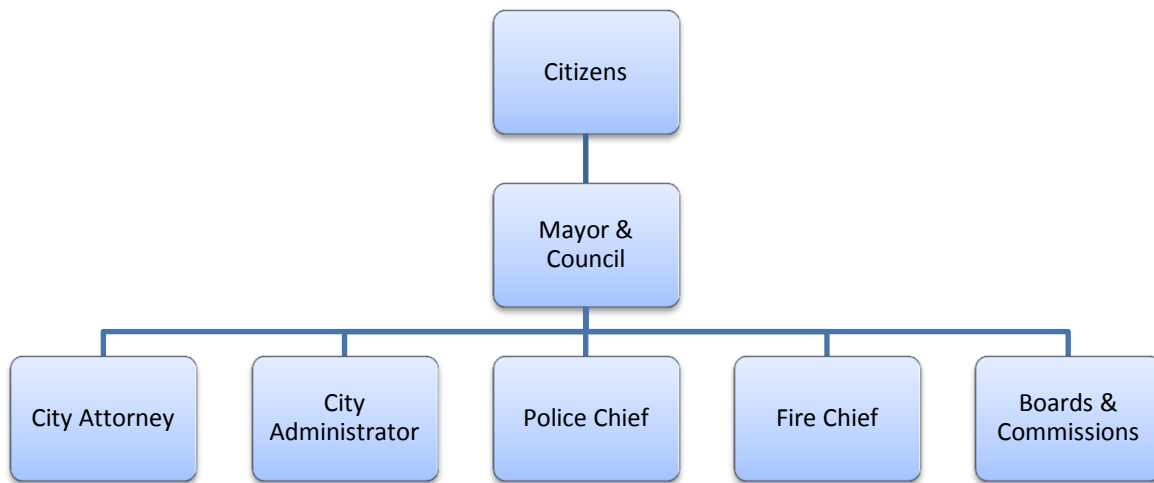 Citizens
Mayor &
Council
City Attorney
City
Administrator
Police Chief
Fire Chief
Boards &
Commissions